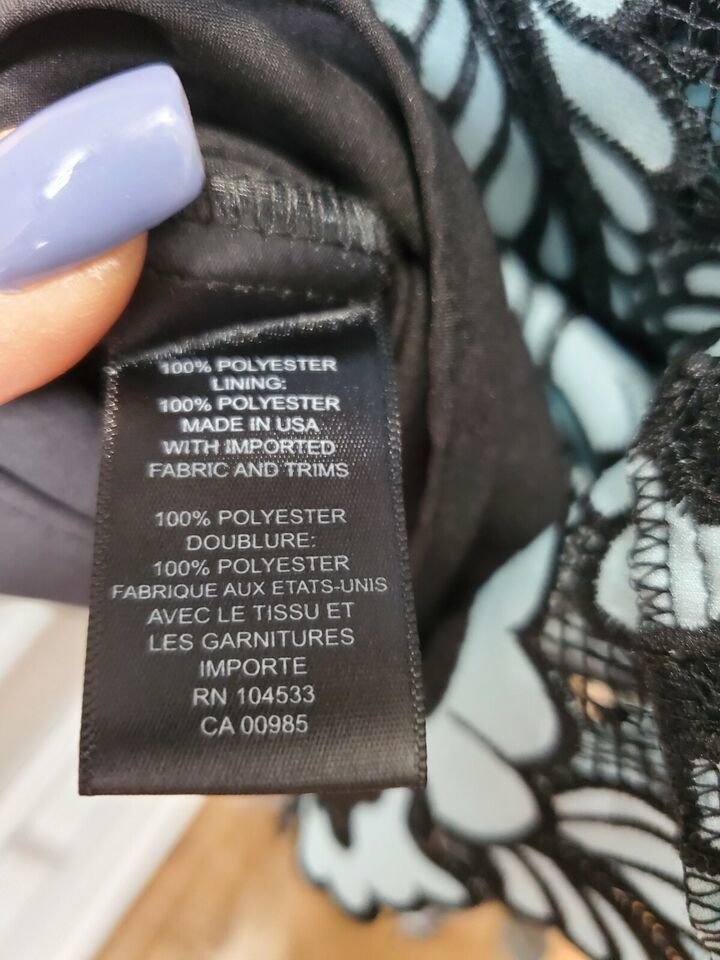 100% POLYESTER
LINING:
100% POLYESTER
MADE IN USA
WITH IMPORTED
FABRIC AND TRIMS
100% POLYESTER
DOUBLURE:
100% POLYESTER
FABRIQUE AUX ETATS-UNIS
AVEC LE TISSU ET
LES GARNITURES
IMPORTE
RN 104533
CA 00985